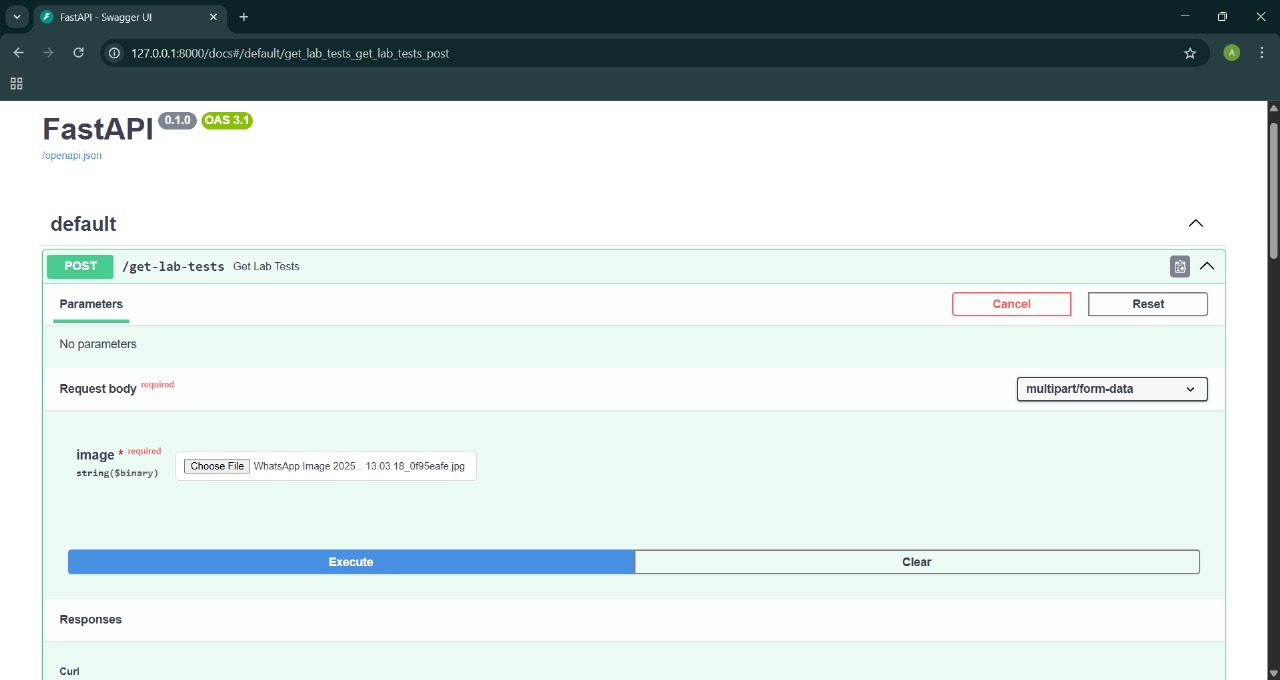 FastAPI - Swagger UI
127.0.0.1:8000/docs#/default/get_lab_tests_get_lab_tests_post
A
FastAPI 0.1.0 OAS 3.1
/openapi.json
default
POST /get-lab-tests Get Lab Tests
Parameters Cancel Reset
No parameters
Request body required multipart/form-data
image * required
string($binary)
Choose File WhatsApp Image 2025...13.03.18_0f95eafe.jpg
Execute Clear
Responses
Curl